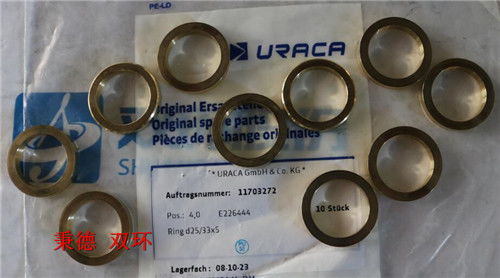 PE-LD
URACA
Original Ersatzteile
Original spare parts
Pièces de rechange originales
SH
* URACA GmbH & Co. KG *
Auftragsnummer: 11703272
Pos.: 4,0 E226444
10 Stück
Ring d25/33x5
秉德 双环
Lagerfach: 08-10-23